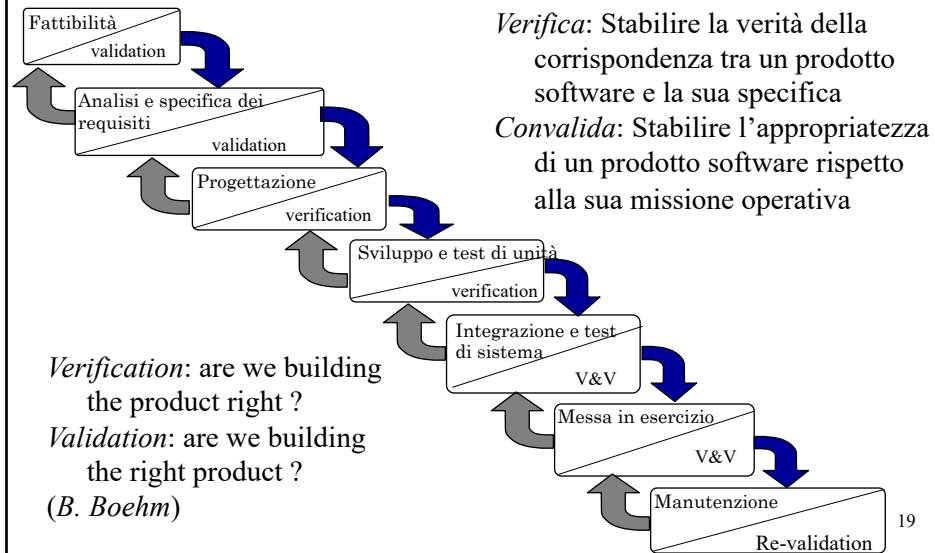 Fattibilità
validation
Verifica: Stabilire la verità della
corrispondenza tra un prodotto
software e la sua specifica
Convalida: Stabilire l’appropriatezza
di un prodotto software rispetto
alla sua missione operativa
Analisi e specifica dei
requisiti
validation
Progettazione
verification
Sviluppo e test di unità
verification
Integrazione e test
di sistema
V&V
Verification: are we building
the product right ?
Validation: are we building
the right product ?
(B. Boehm)
Messa in esercizio
V&V
Manutenzione
Re-validation
19